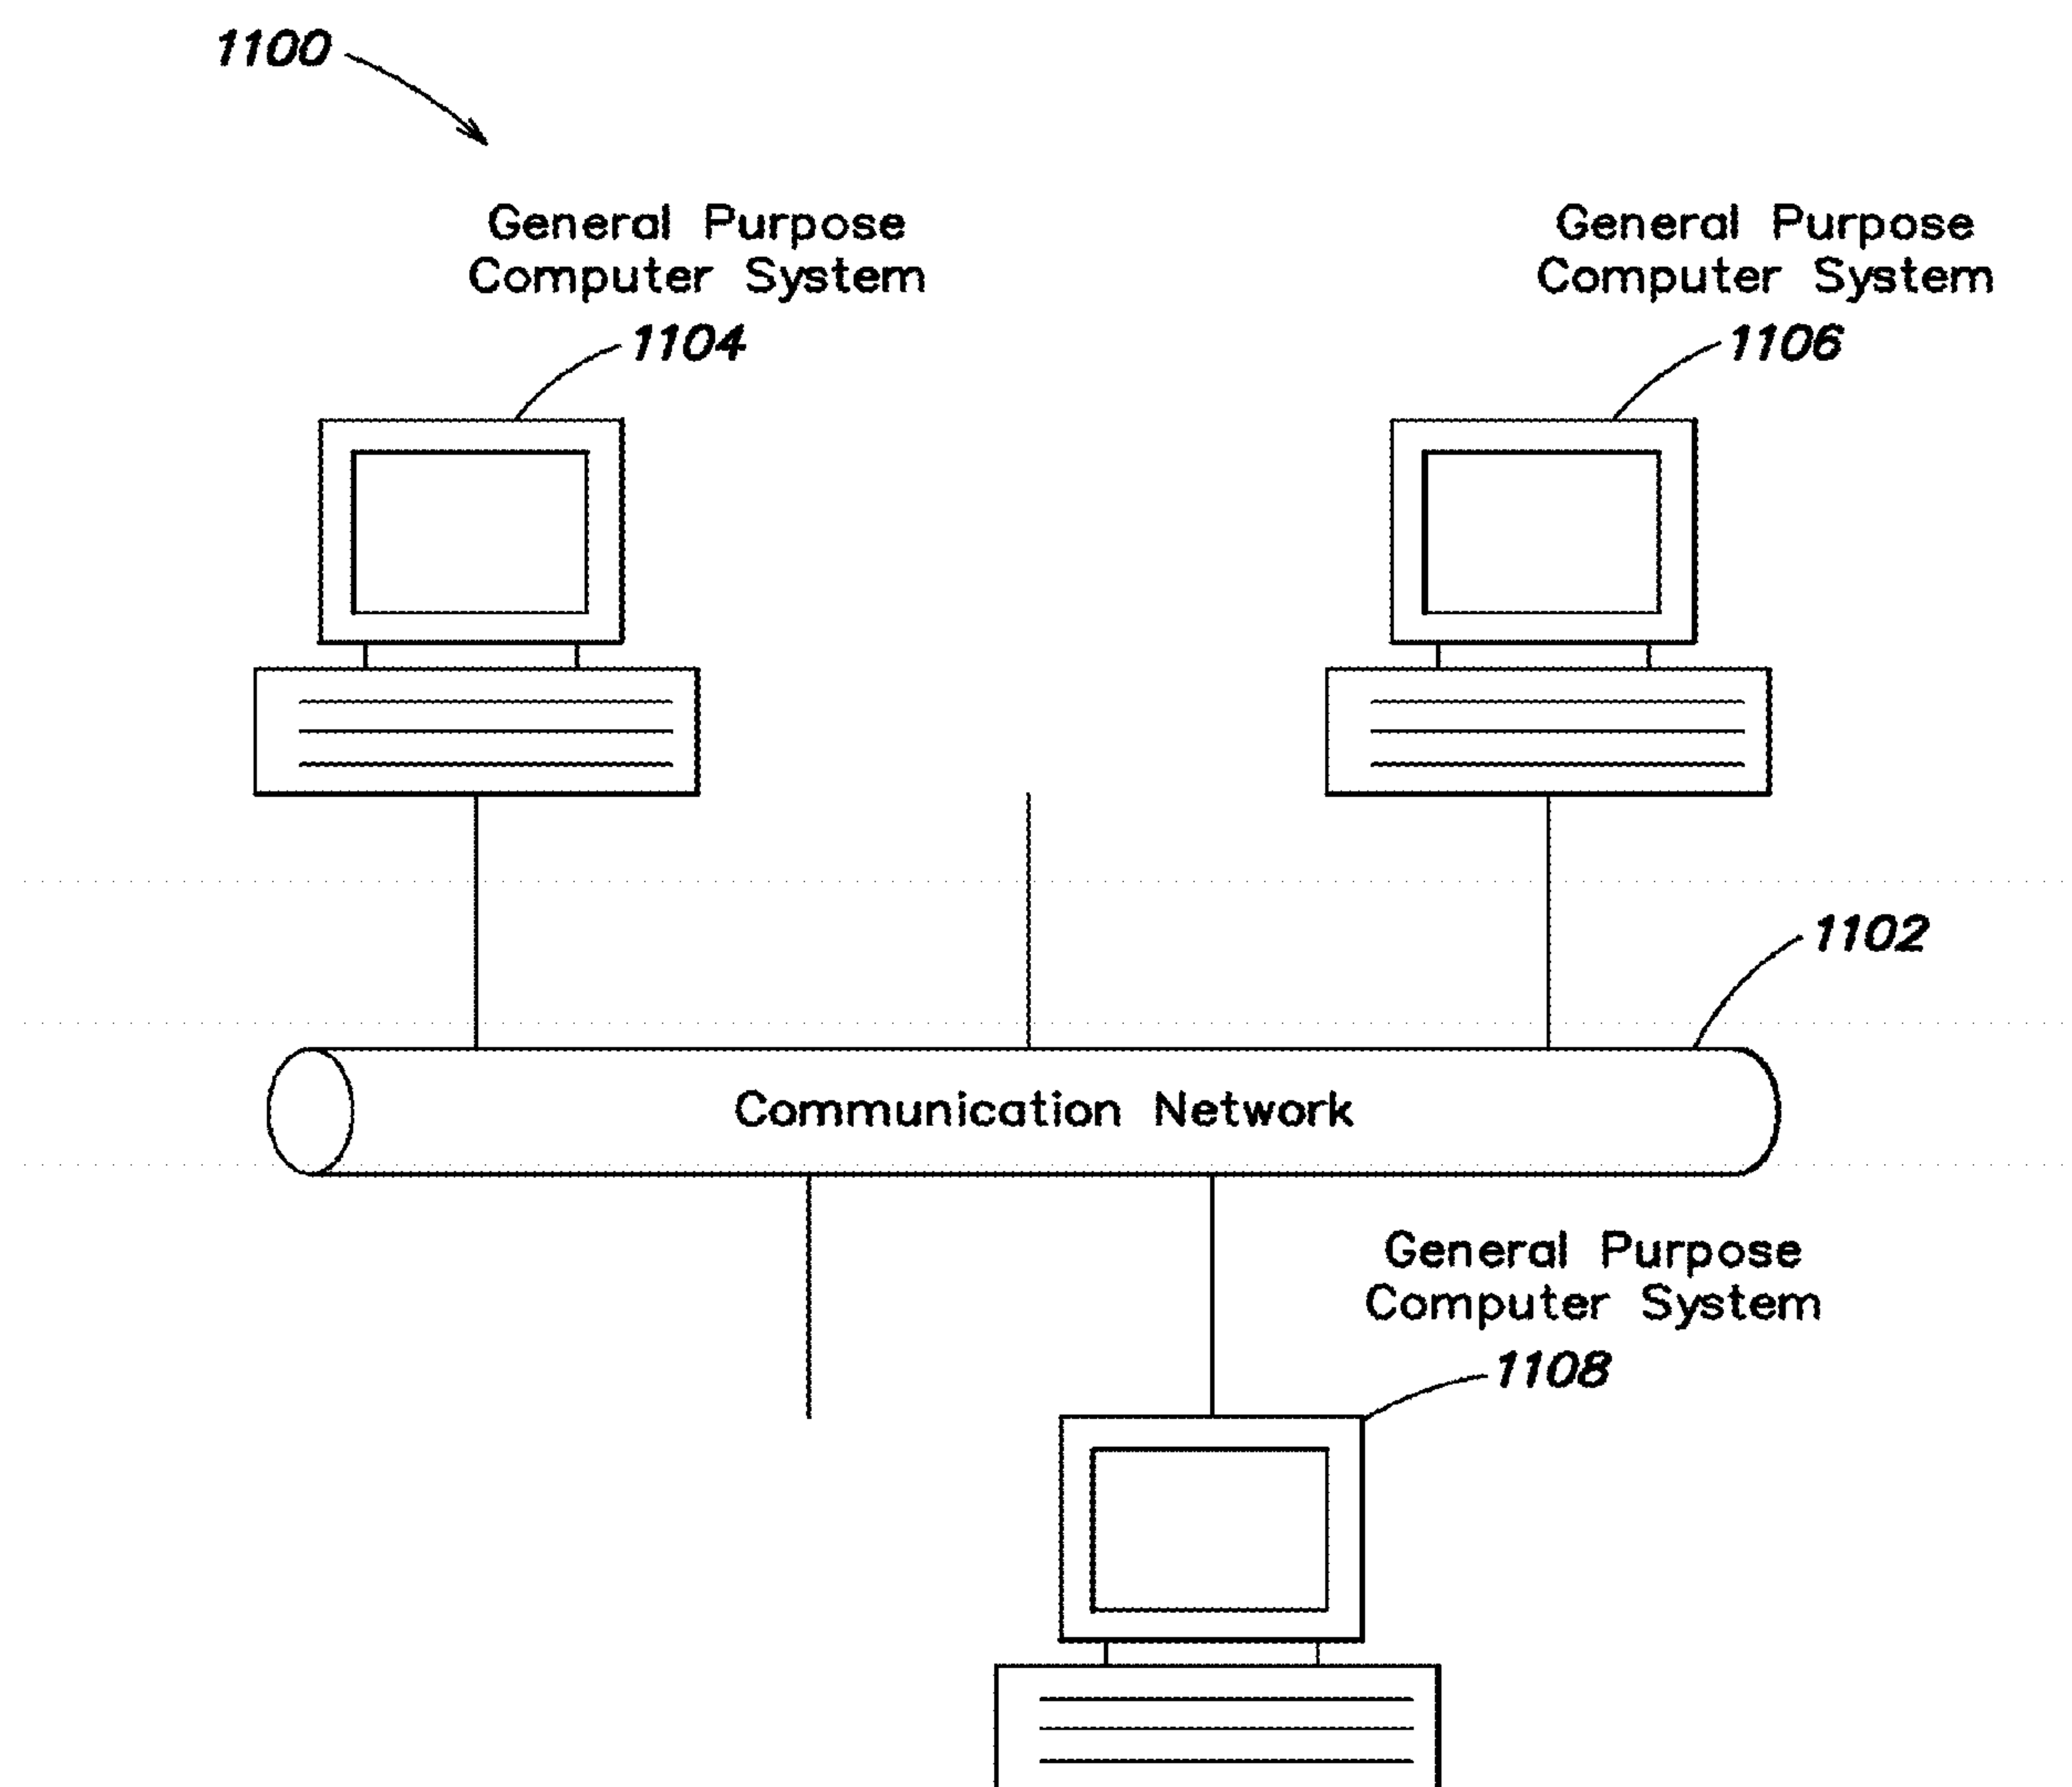 1100
General Purpose
Computer System
1104
General Purpose
Computer System
1106
1102
Communication Network
General Purpose
Computer System
1108